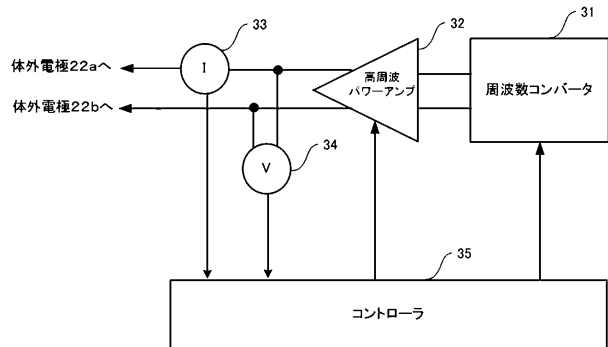 33
32
31
体外電極22aへ
I
高周波
パワーアンプ
周波数コンバータ
体外電極22bへ
34
V
35
コントローラ